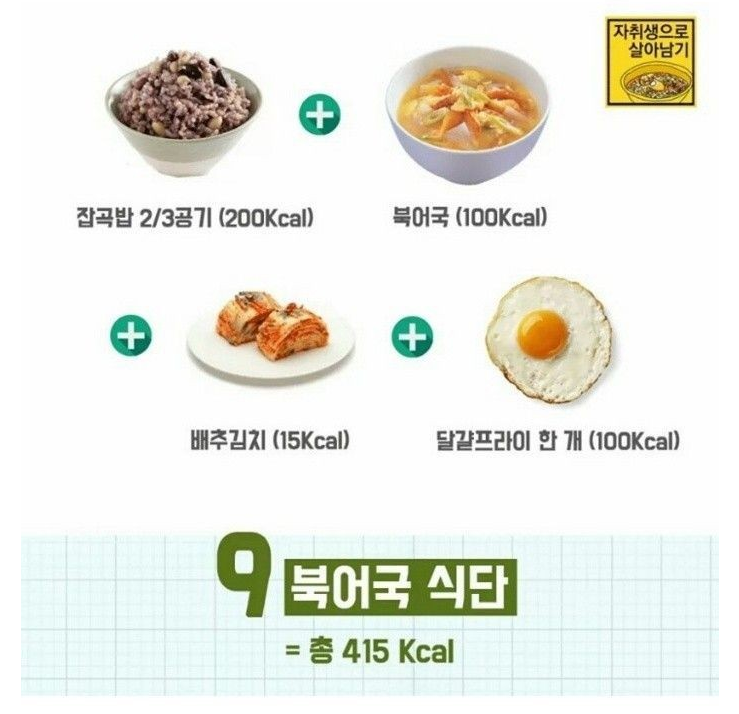 자취생으로
살아남기
잡곡밥 2/3공기 (200Kcal)
북어국 (100Kcal)
배추김치 (15Kcal)
달걀프라이 한 개 (100Kcal)
9 북어국 식단
= 총 415 Kcal